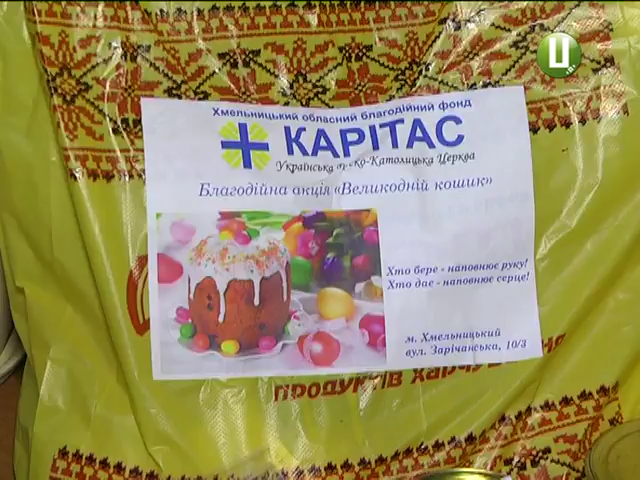 Ц
Хмельницький обласний благодійний фонд
КАРІТАС
Українська Греко-Католицька Церква
Благодійна акція «Великодній кошик»
Хто бере - наповнює руку!
Хто дає - наповнює серце!
м. Хмельницький
вул. Зарічанська, 10/3
продуктів харчування